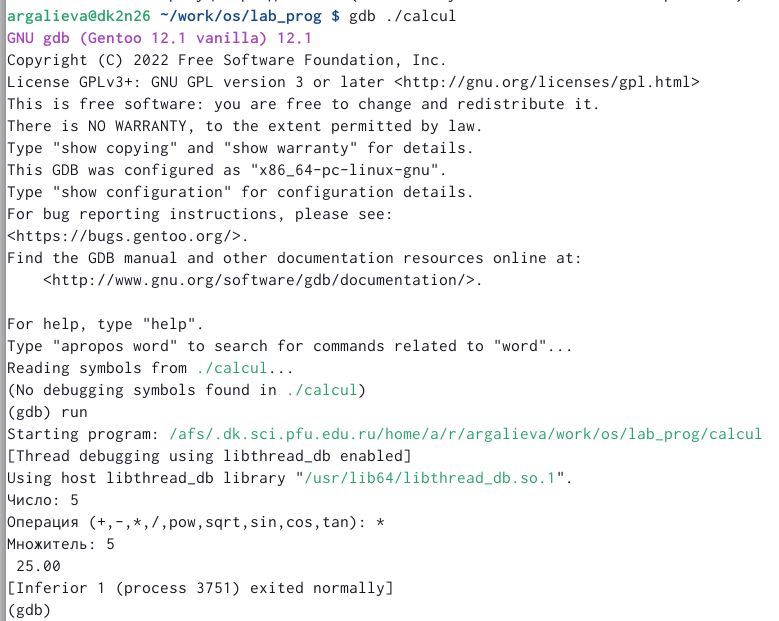 argalieva@dk2n26 ~/work/os/lab_prog $ gdb ./calcul
GNU gdb (Gentoo 12.1 vanilla) 12.1
Copyright (C) 2022 Free Software Foundation, Inc.
License GPLv3+: GNU GPL version 3 or later <http://gnu.org/licenses/gpl.html>
This is free software: you are free to change and redistribute it.
There is NO WARRANTY, to the extent permitted by law.
Type "show copying" and "show warranty" for details.
This GDB was configured as "x86_64-pc-linux-gnu".
Type "show configuration" for configuration details.
For bug reporting instructions, please see:
<https://bugs.gentoo.org/>.
Find the GDB manual and other documentation resources online at:
    <http://www.gnu.org/software/gdb/documentation/>.

For help, type "help".
Type "apropos word" to search for commands related to "word"...
Reading symbols from ./calcul...
(No debugging symbols found in ./calcul)
(gdb) run
Starting program: /afs/.dk.sci.pfu.edu.ru/home/a/r/argalieva/work/os/lab_prog/calcul
[Thread debugging using libthread_db enabled]
Using host libthread_db library "/usr/lib64/libthread_db.so.1".
Число: 5
Операция (+,-,*,/,pow,sqrt,sin,cos,tan): *
Множитель: 5
 25.00
[Inferior 1 (process 3751) exited normally]
(gdb)